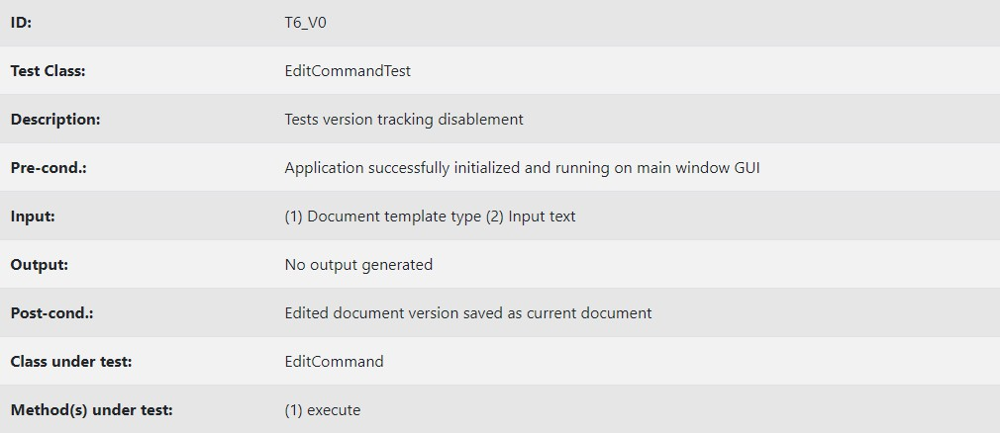 ID: T6_V0
Test Class: EditCommandTest
Description: Tests version tracking disablement
Pre-cond.: Application successfully initialized and running on main window GUI
Input: (1) Document template type (2) Input text
Output: No output generated
Post-cond.: Edited document version saved as current document
Class under test: EditCommand
Method(s) under test: (1) execute